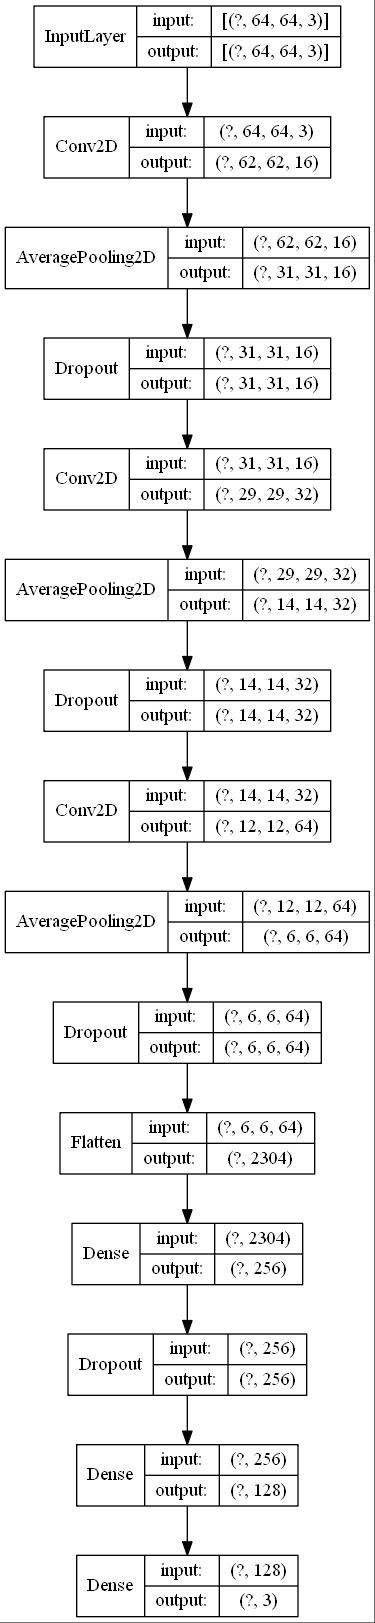 InputLayer input: [(?, 64, 64, 3)]
output: [(?, 64, 64, 3)]
Conv2D input: (?, 64, 64, 3)
output: (?, 62, 62, 16)
AveragePooling2D input: (?, 62, 62, 16)
output: (?, 31, 31, 16)
Dropout input: (?, 31, 31, 16)
output: (?, 31, 31, 16)
Conv2D input: (?, 31, 31, 16)
output: (?, 29, 29, 32)
AveragePooling2D input: (?, 29, 29, 32)
output: (?, 14, 14, 32)
Dropout input: (?, 14, 14, 32)
output: (?, 14, 14, 32)
Conv2D input: (?, 14, 14, 32)
output: (?, 12, 12, 64)
AveragePooling2D input: (?, 12, 12, 64)
output: (?, 6, 6, 64)
Dropout input: (?, 6, 6, 64)
output: (?, 6, 6, 64)
Flatten input: (?, 6, 6, 64)
output: (?, 2304)
Dense input: (?, 2304)
output: (?, 256)
Dropout input: (?, 256)
output: (?, 256)
Dense input: (?, 256)
output: (?, 128)
Dense input: (?, 128)
output: (?, 3)